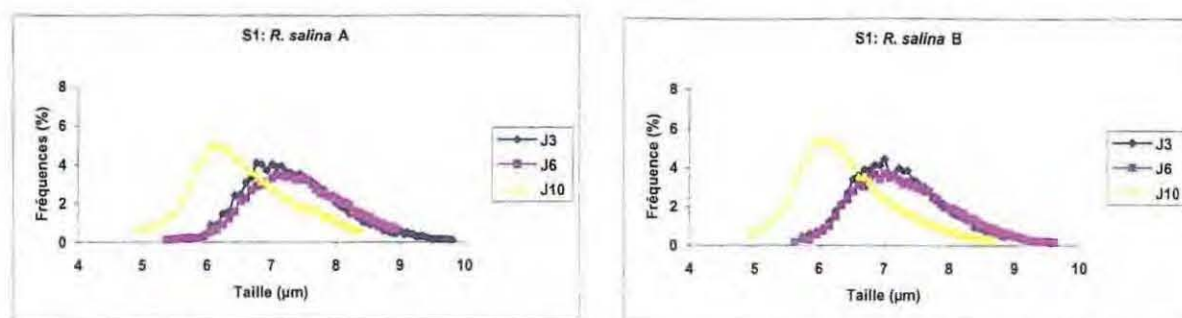 S1: R. salina A
Fréquences (%)
8
6
4
2
0
4 5 6 7 8 9 10
Taille (µm)
J3
J6
J10
S1: R. salina B
Fréquence (%)
8
6
4
2
0
4 5 6 7 8 9 10
Taille (µm)
J3
J6
J10